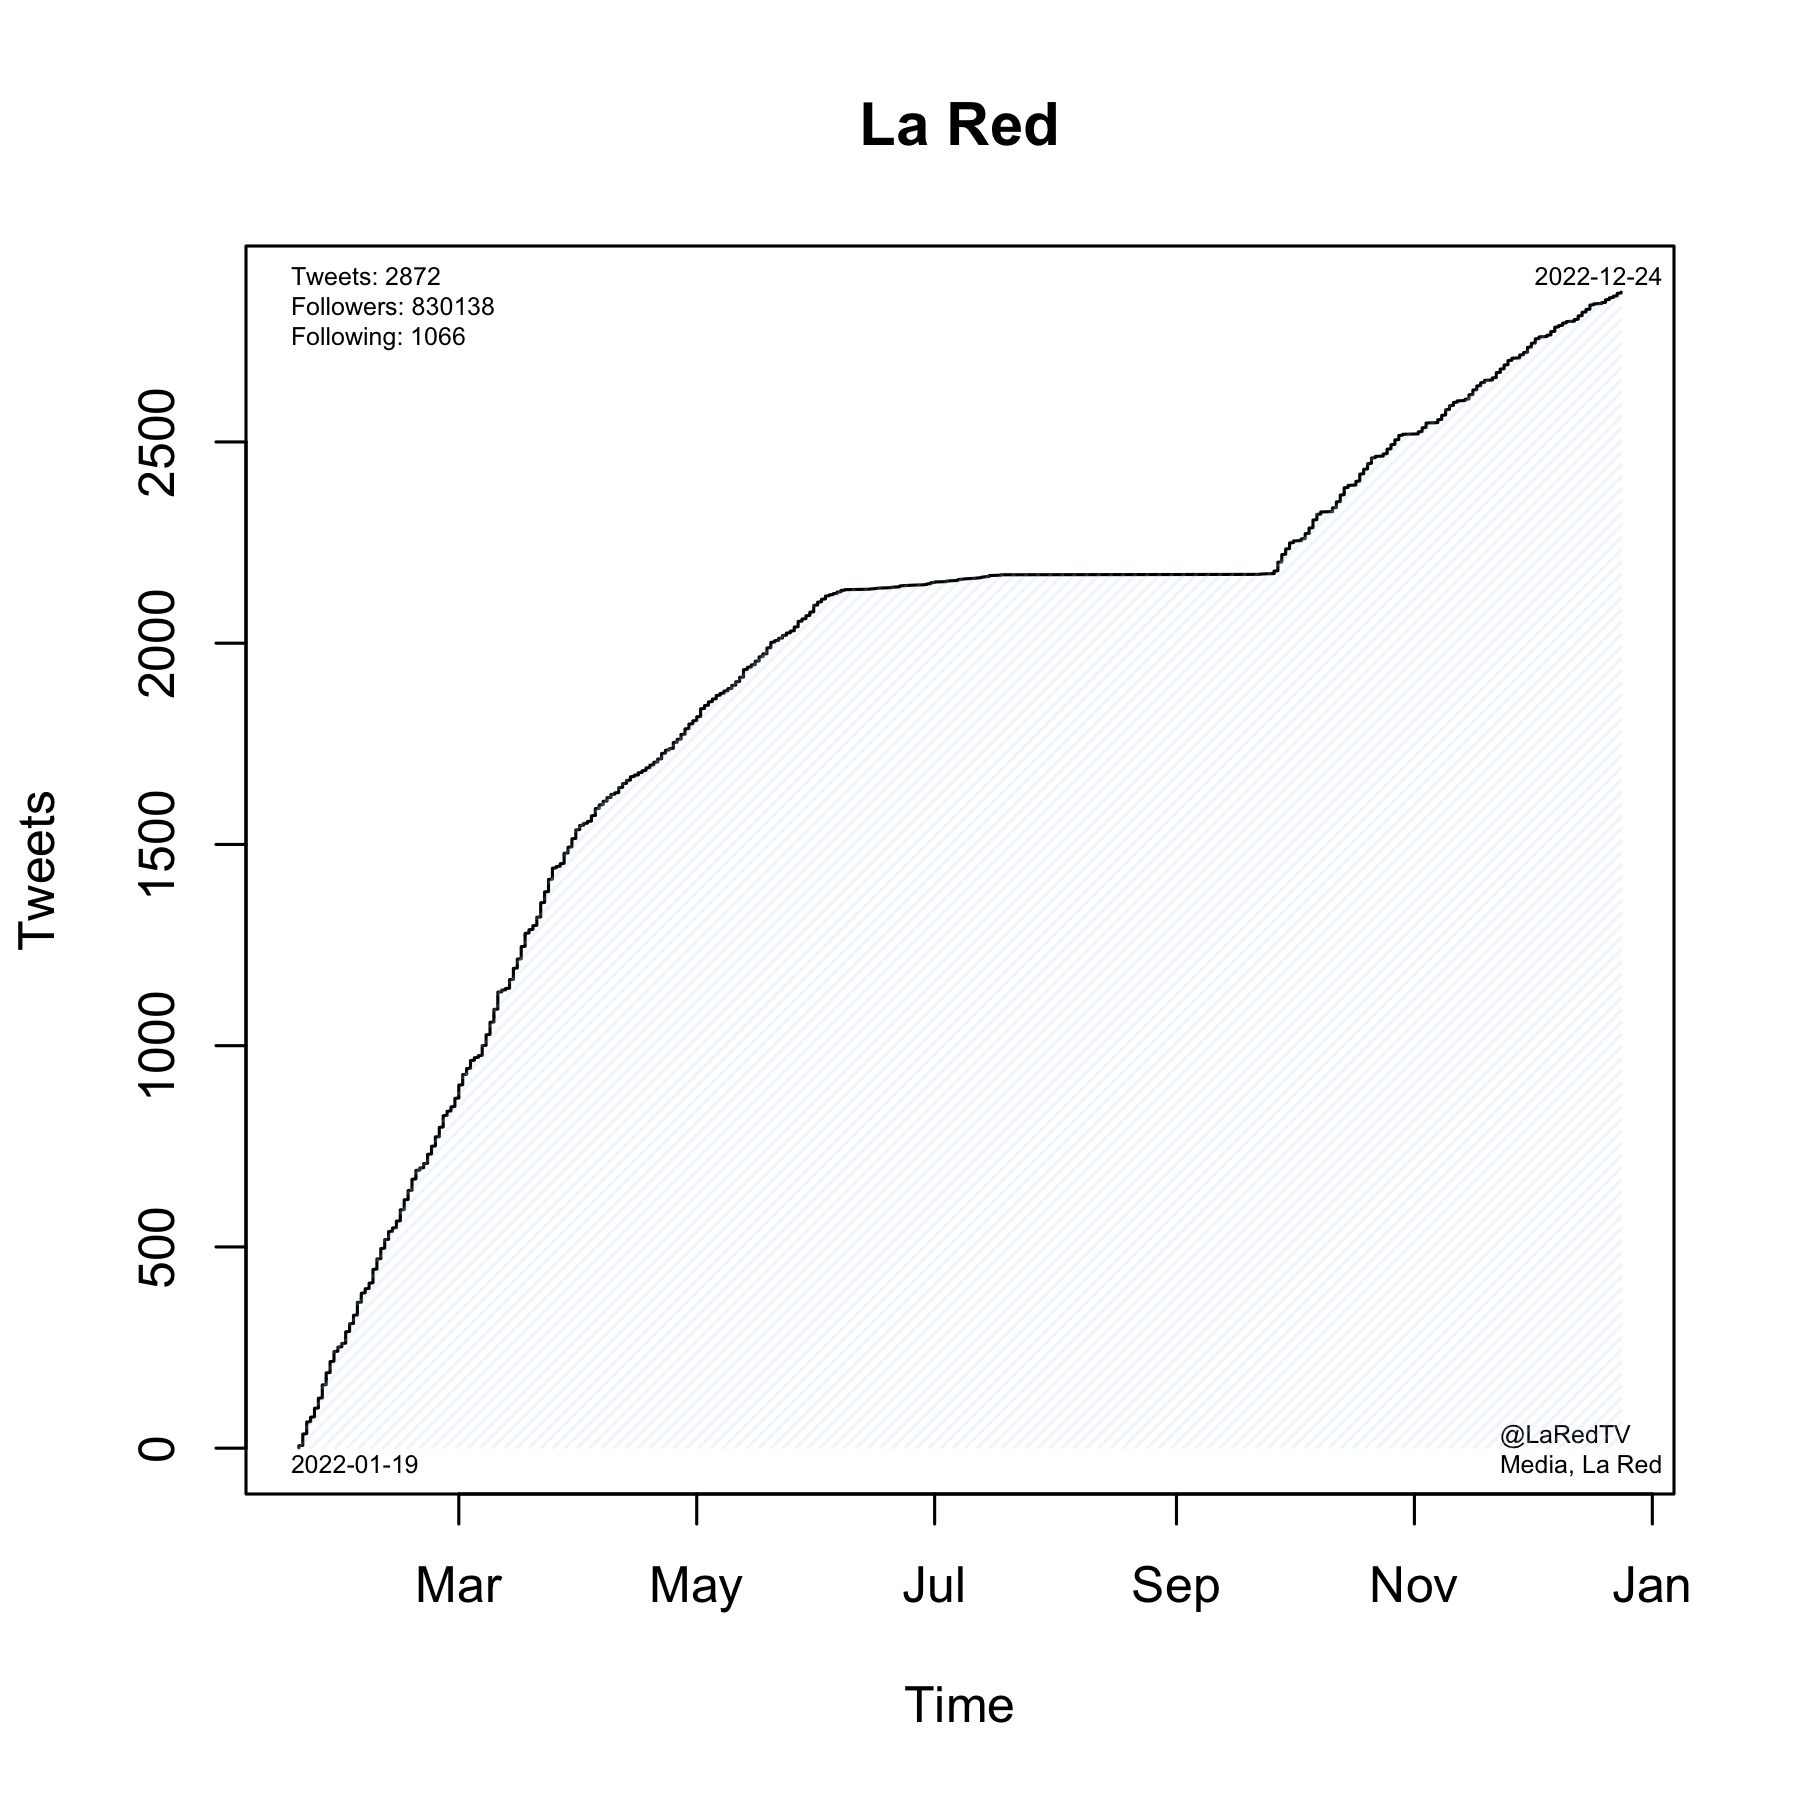 La Red
Tweets: 2872
Followers: 830138
Following: 1066
2022-12-24
2500
2000
1500
1000
500
0
Tweets
2022-01-19
@LaRedTV
Media, La Red
Mar May Jul Sep Nov Jan
Time